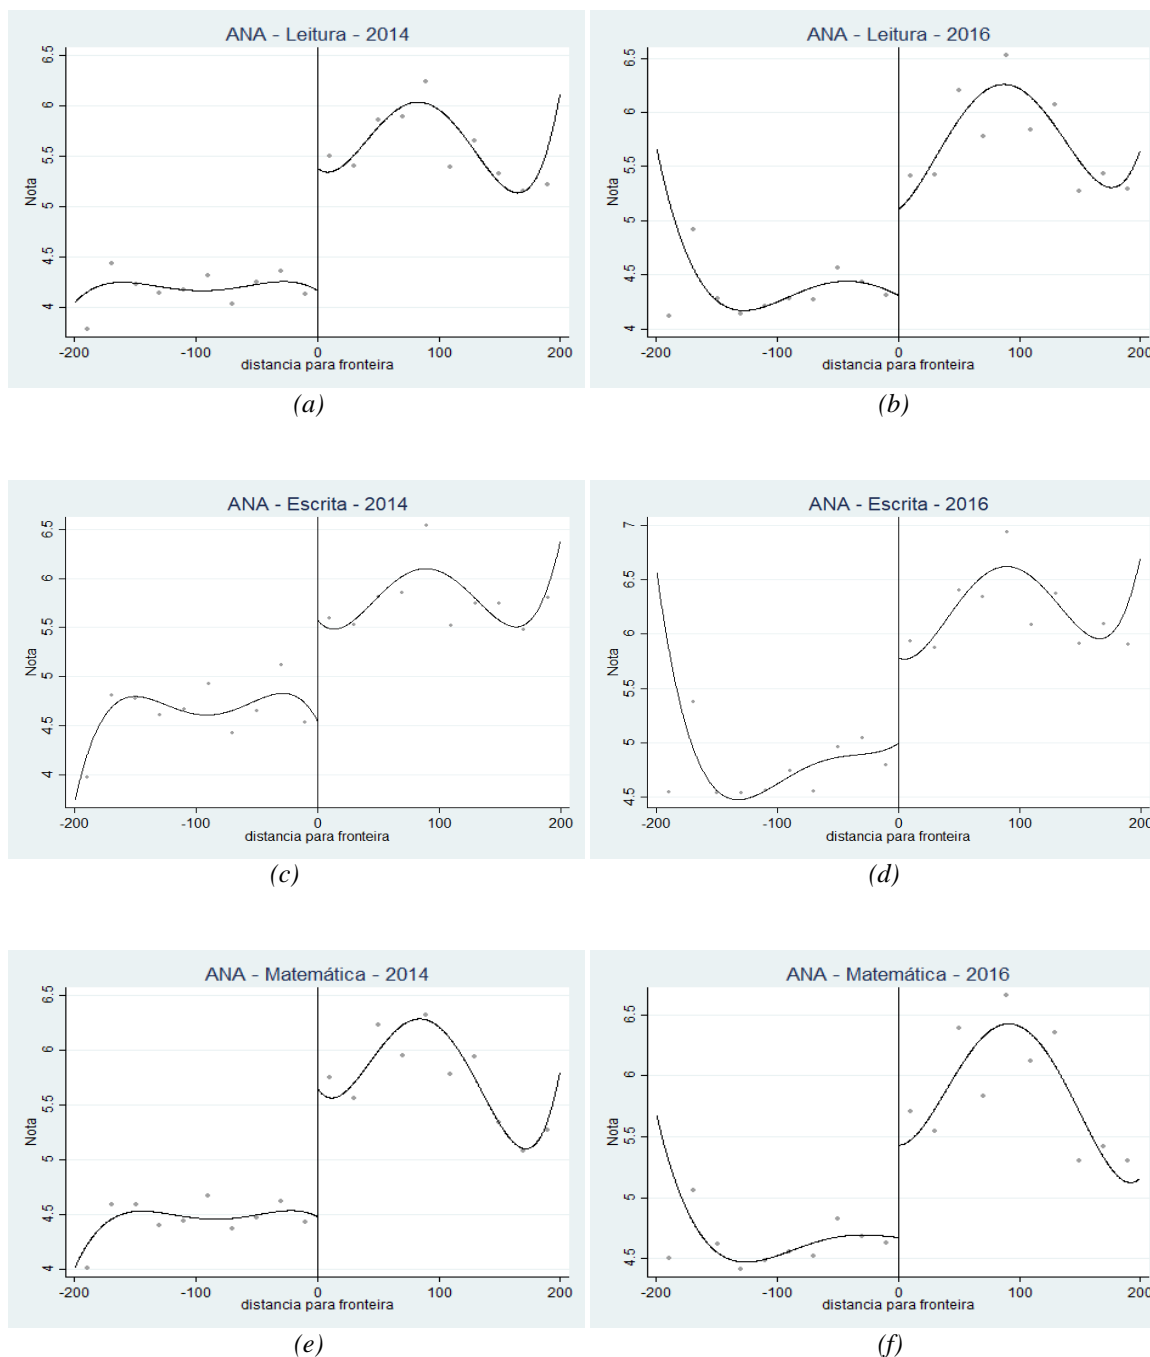 ANA - Leitura - 2014
Nota
6.5
6
5.5
5
4.5
4
-200 -100 0 100 200
distancia para fronteira
(a)
ANA - Leitura - 2016
Nota
6.5
6
5.5
5
4.5
4
-200 -100 0 100 200
distancia para fronteira
(b)
ANA - Escrita - 2014
Nota
6.5
6
5.5
5
4.5
4
-200 -100 0 100 200
distancia para fronteira
(c)
ANA - Escrita - 2016
Nota
7
6.5
6
5.5
5
4.5
-200 -100 0 100 200
distancia para fronteira
(d)
ANA - Matemática - 2014
Nota
6.5
6
5.5
5
4.5
4
-200 -100 0 100 200
distancia para fronteira
(e)
ANA - Matemática - 2016
Nota
6.5
6
5.5
5
4.5
-200 -100 0 100 200
distancia para fronteira
(f)